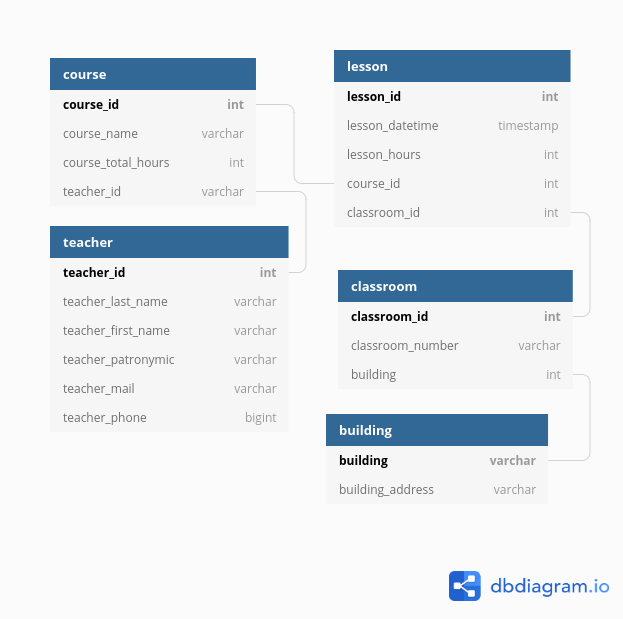 course
course_id int
course_name varchar
course_total_hours int
teacher_id varchar
teacher
teacher_id int
teacher_last_name varchar
teacher_first_name varchar
teacher_patronymic varchar
teacher_mail varchar
teacher_phone bigint
lesson
lesson_id int
lesson_datetime timestamp
lesson_hours int
course_id int
classroom_id int
classroom
classroom_id int
classroom_number varchar
building int
building
building varchar
building_address varchar
dbdiagram.io